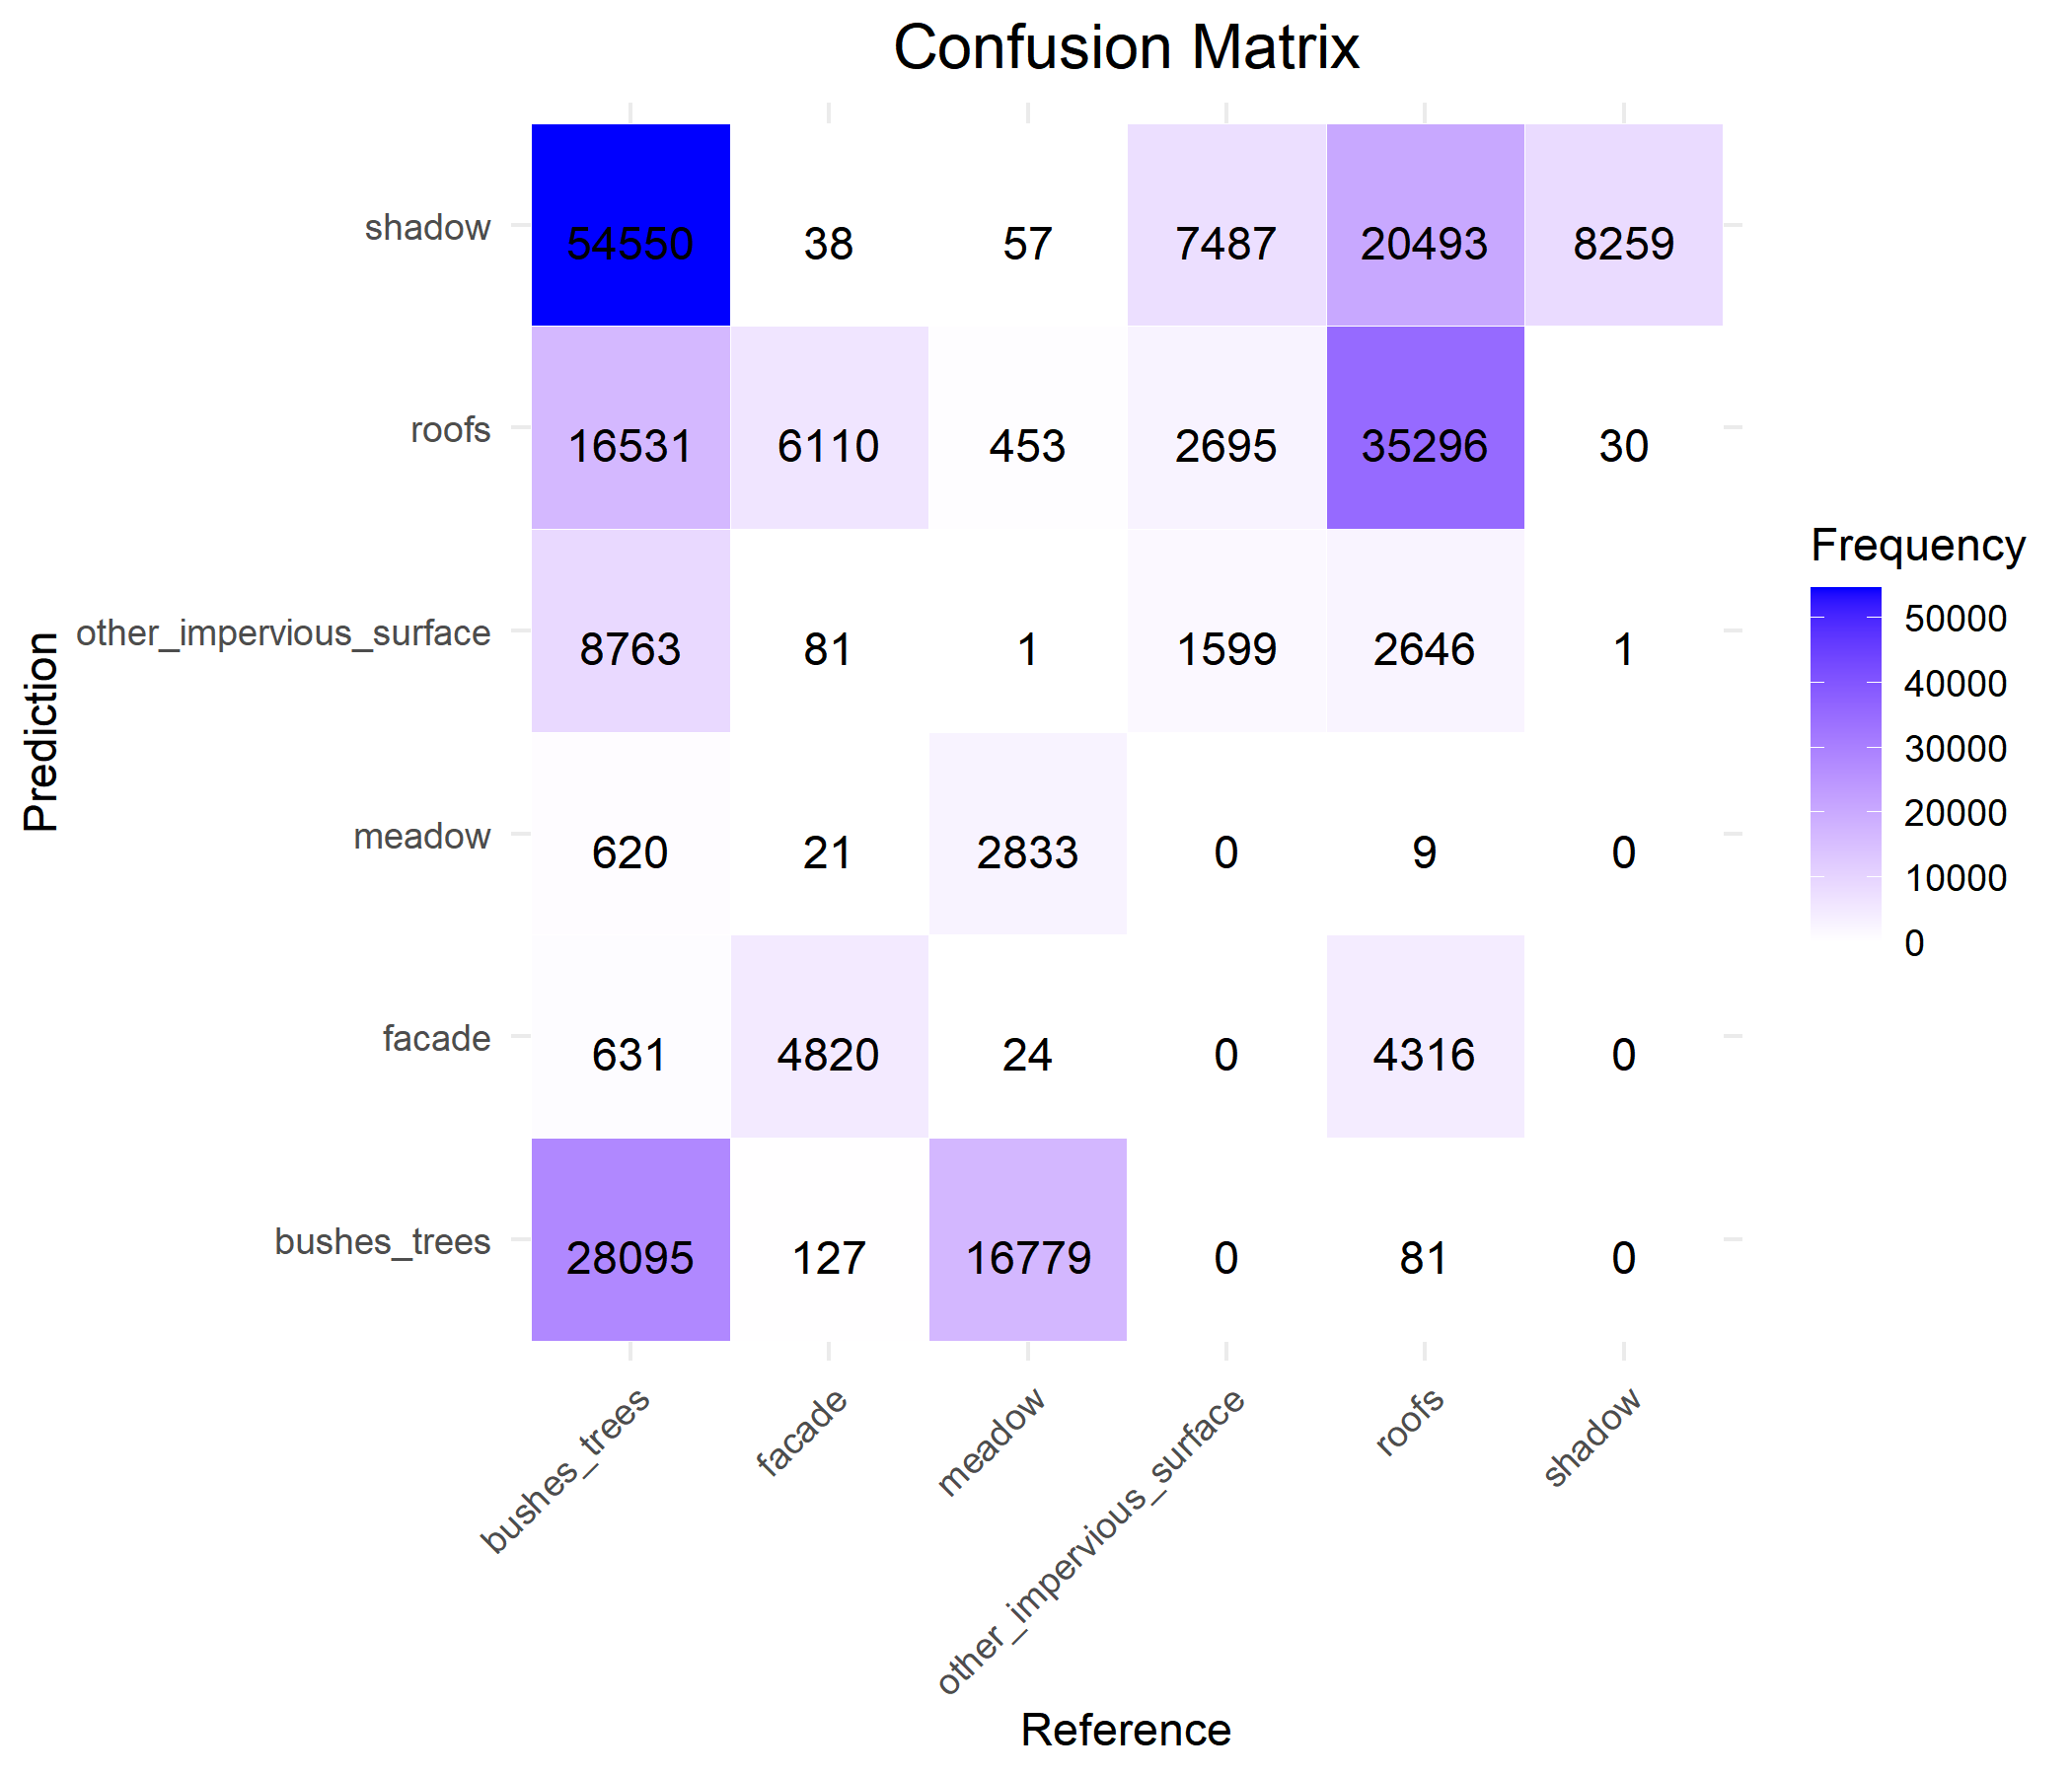 Confusion Matrix
Prediction
shadow
54550 38 57 7487 20493 8259
roofs
16531 6110 453 2695 35296 30
other_impervious_surface
8763 81 1 1599 2646 1
meadow
620 21 2833 0 9 0
facade
631 4820 24 0 4316 0
bushes_trees
28095 127 16779 0 81 0
bushes_trees
facade
meadow
other_impervious_surface
roofs
shadow
Reference
Frequency
50000
40000
30000
20000
10000
0